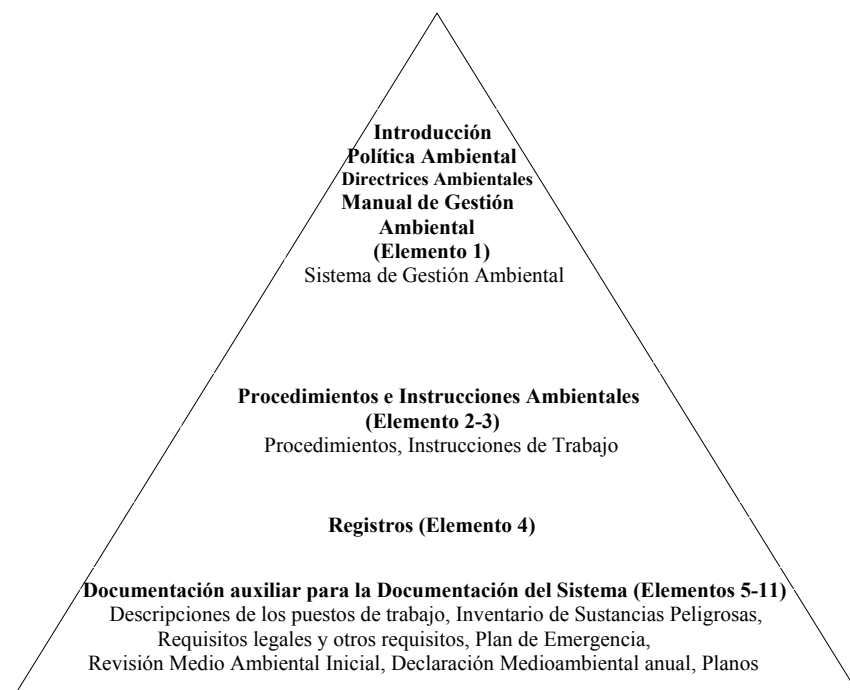 Introducción
Política Ambiental
Directrices Ambientales
Manual de Gestión
Ambiental
(Elemento 1)
Sistema de Gestión Ambiental
Procedimientos e Instrucciones Ambientales
(Elemento 2-3)
Procedimientos, Instrucciones de Trabajo
Registros (Elemento 4)
Documentación auxiliar para la Documentación del Sistema (Elementos 5-11)
Descripciones de los puestos de trabajo, Inventario de Sustancias Peligrosas,
Requisitos legales y otros requisitos, Plan de Emergencia,
Revisión Medio Ambiental Inicial, Declaración Medioambiental anual, Planos